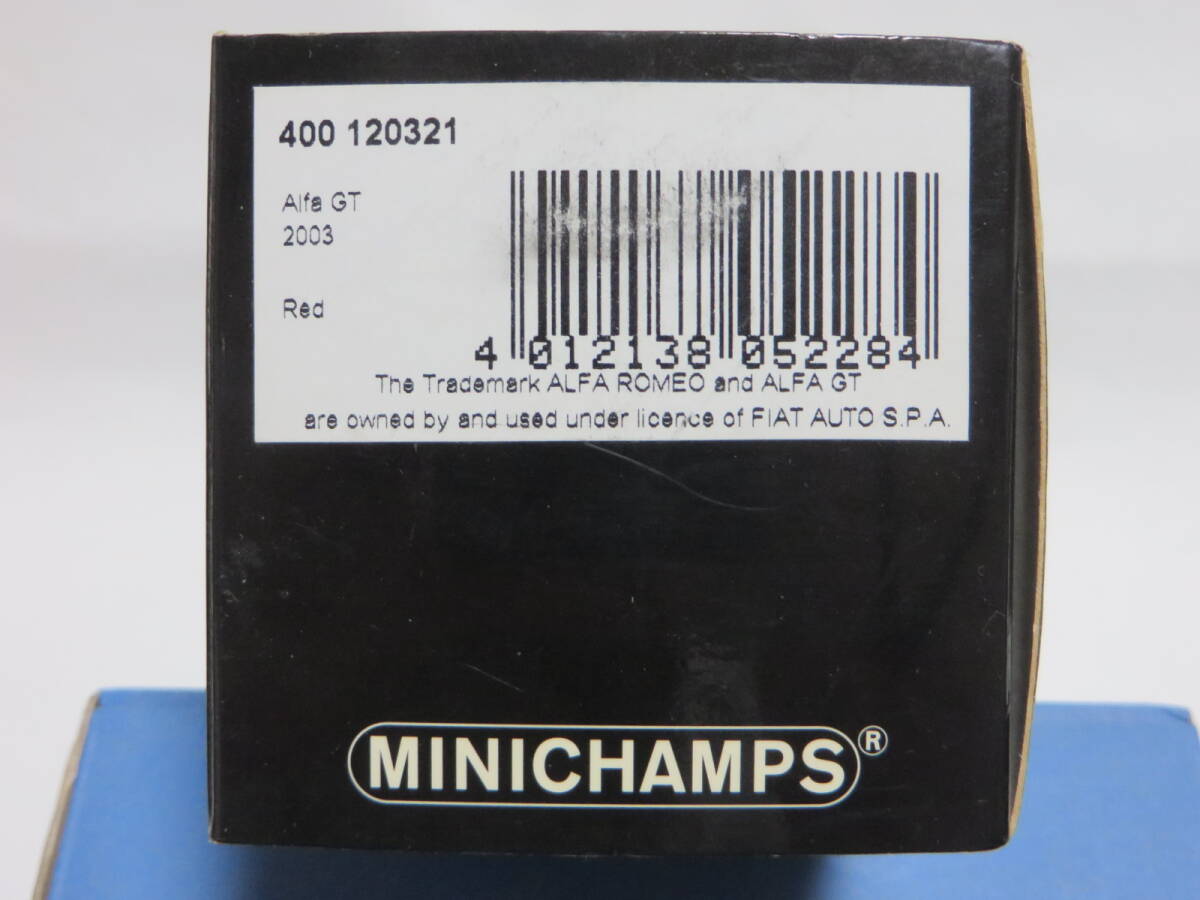 400 120321
Alfa GT
2003
Red
4 012138 052284
The Trademark ALFA ROMEO and ALFA GT
are owned by and used under licence of FIAT AUTO S.P.A.
MINICHAMPS®